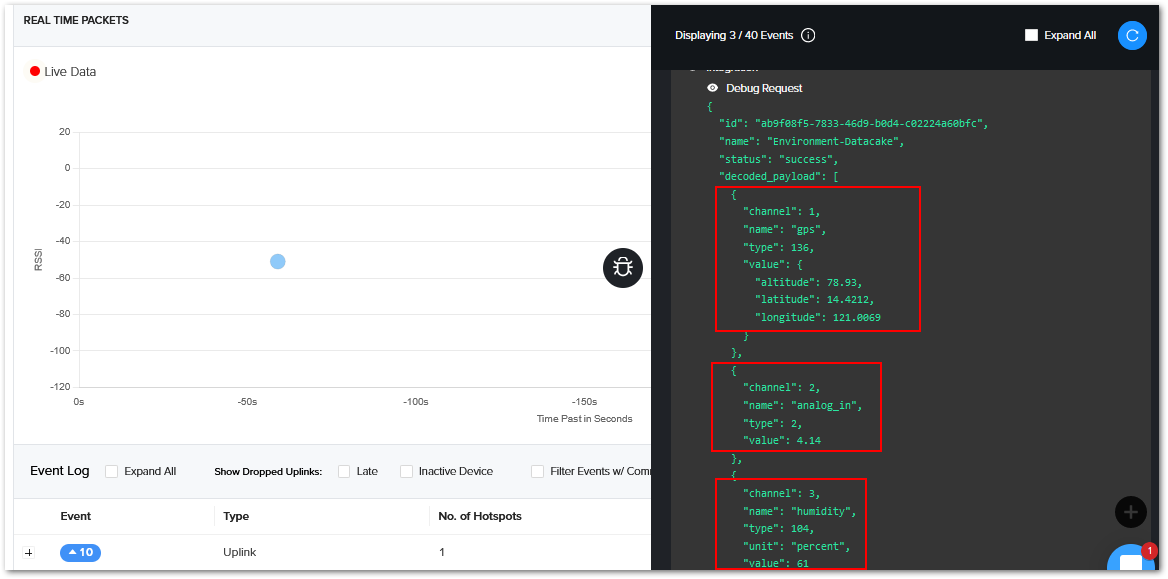 REAL TIME PACKETS
Live Data
20
0
-20
-40
-60
-80
-100
-120
RSSI
0s
-50s
-100s
-150s
Time Past in Seconds
Event Log
Expand All
Show Dropped Uplinks:
Late
Inactive Device
Filter Events w/ Com
Event
Type
No. of Hotspots
10
Uplink
1
Displaying 3 / 40 Events
Expand All
Integration
Debug Request
{
"id": "ab9f08f5-7833-46d9-b0d4-c02224a60bfc",
"name": "Environment-Datacake",
"status": "success",
"decoded_payload": [
{
"channel": 1,
"name": "gps",
"type": 136,
"value": {
"altitude": 78.93,
"latitude": 14.4212,
"longitude": 121.0069
}
},
{
"channel": 2,
"name": "analog_in",
"type": 2,
"value": 4.14
},
{
"channel": 3,
"name": "humidity",
"type": 104,
"unit": "percent",
"value": 61
1